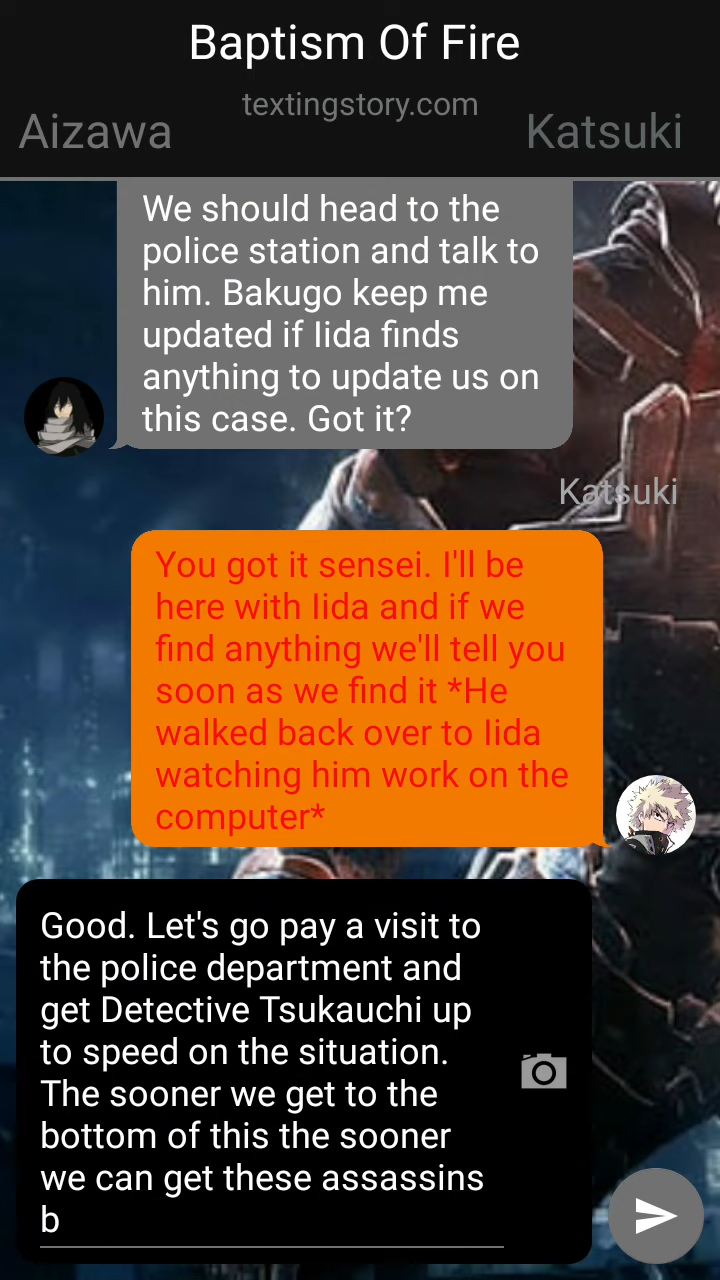 Baptism Of Fire
textingstory.com
Aizawa
Katsuki
We should head to the
police station and talk to
him. Bakugo keep me
updated if Iida finds
anything to update us on
this case. Got it?
Katsuki
You got it sensei. I'll be
here with Iida and if we
find anything we'll tell you
soon as we find it *He
walked back over to Iida
watching him work on the
computer*
Good. Let's go pay a visit to
the police department and
get Detective Tsukauchi up
to speed on the situation.
The sooner we get to the
bottom of this the sooner
we can get these assassins
b